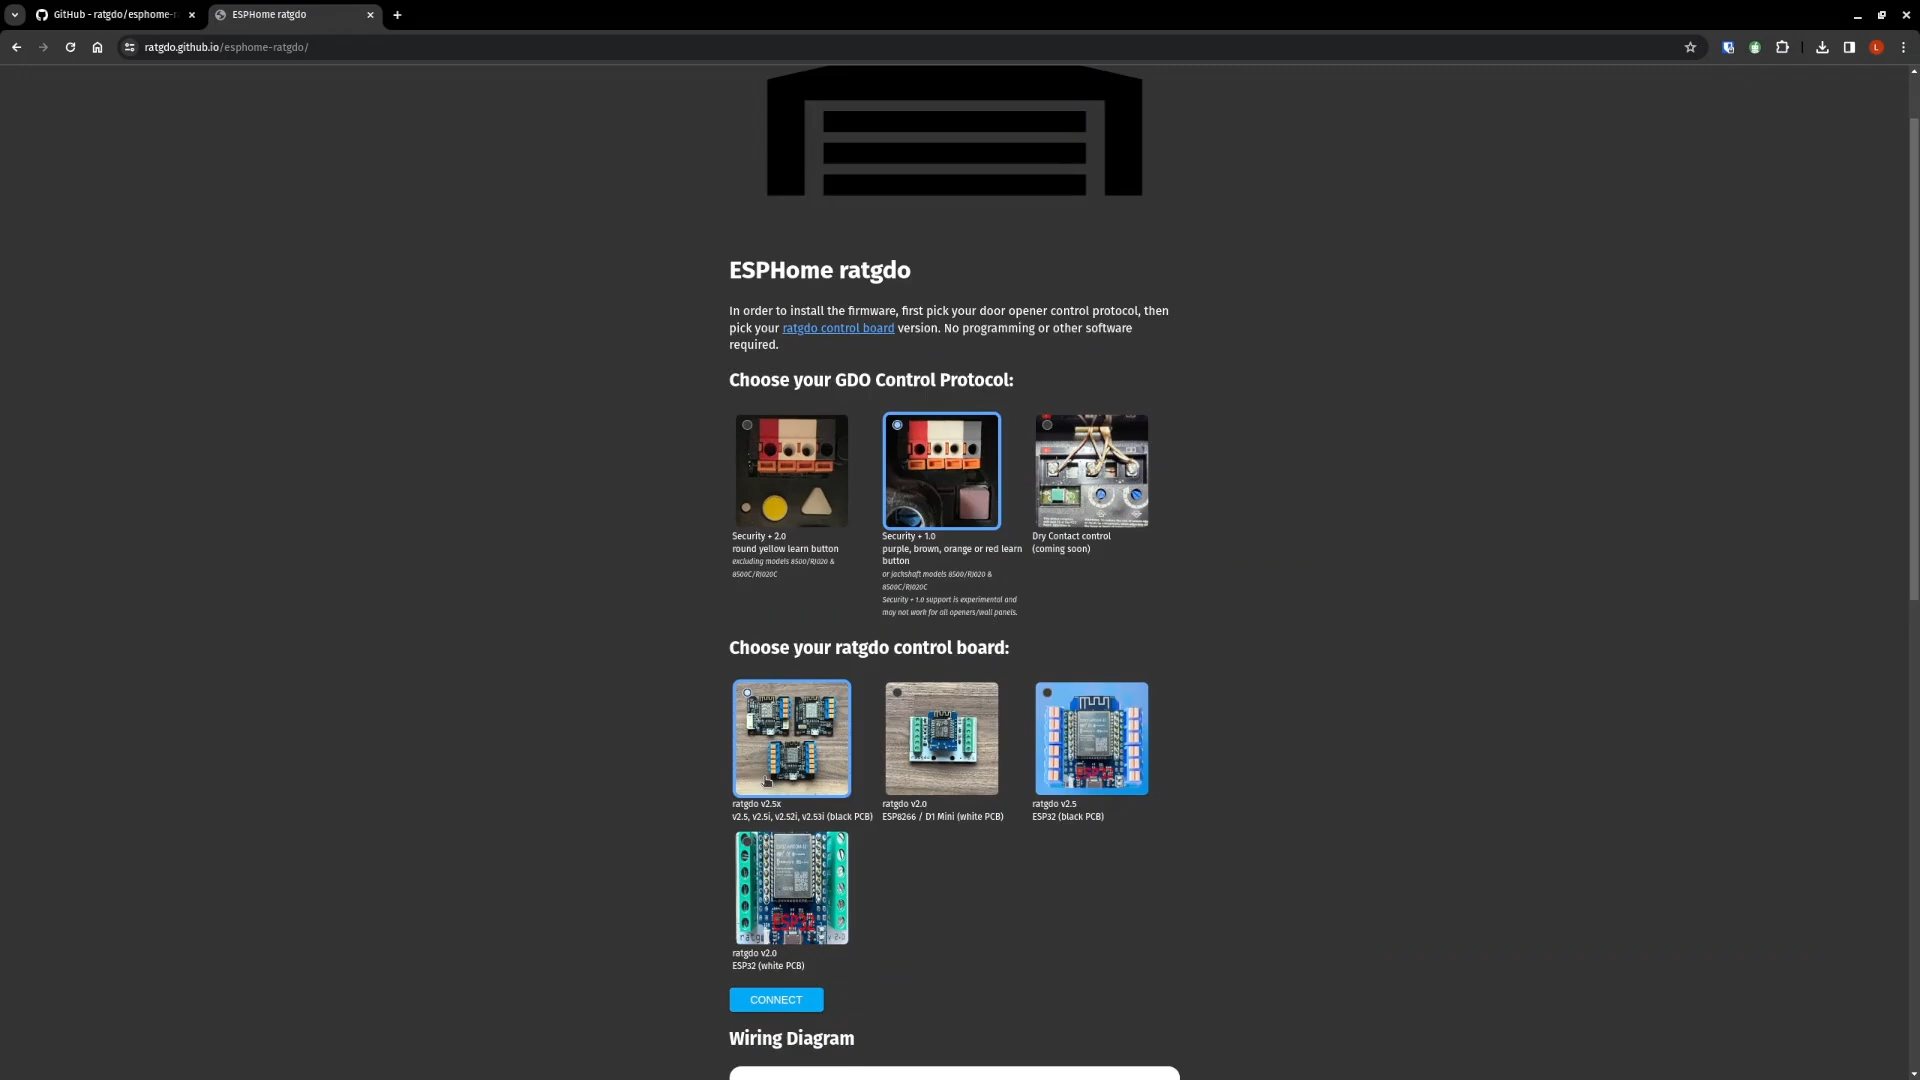 GitHub - ratgdo/esphome-r
ESPHome ratgdo
ratgdo.github.io/esphome-ratgdo/
L
ESPHome ratgdo
In order to install the firmware, first pick your door opener control protocol, then
pick your ratgdo control board version. No programming or other software
required.
Choose your GDO Control Protocol:
Security + 2.0
round yellow learn button
excluding models 8500/RJ020 &
8500C/RJ020C
Security + 1.0
purple, brown, orange or red learn
button
or jackshaft models 8500/RJ020 &
8500C/RJ020C
Security + 1.0 support is experimental and
may not work for all openers/wall panels.
Dry Contact control
(coming soon)
Choose your ratgdo control board:
ratgdo v2.5x
v2.5, v2.5i, v2.52i, v2.53i (black PCB)
ratgdo v2.0
ESP8266 / D1 Mini (white PCB)
ESP32
ratgdo v2.5
ESP32 (black PCB)
ESP32
ratgdo v2.0
ESP32 (white PCB)
CONNECT
Wiring Diagram